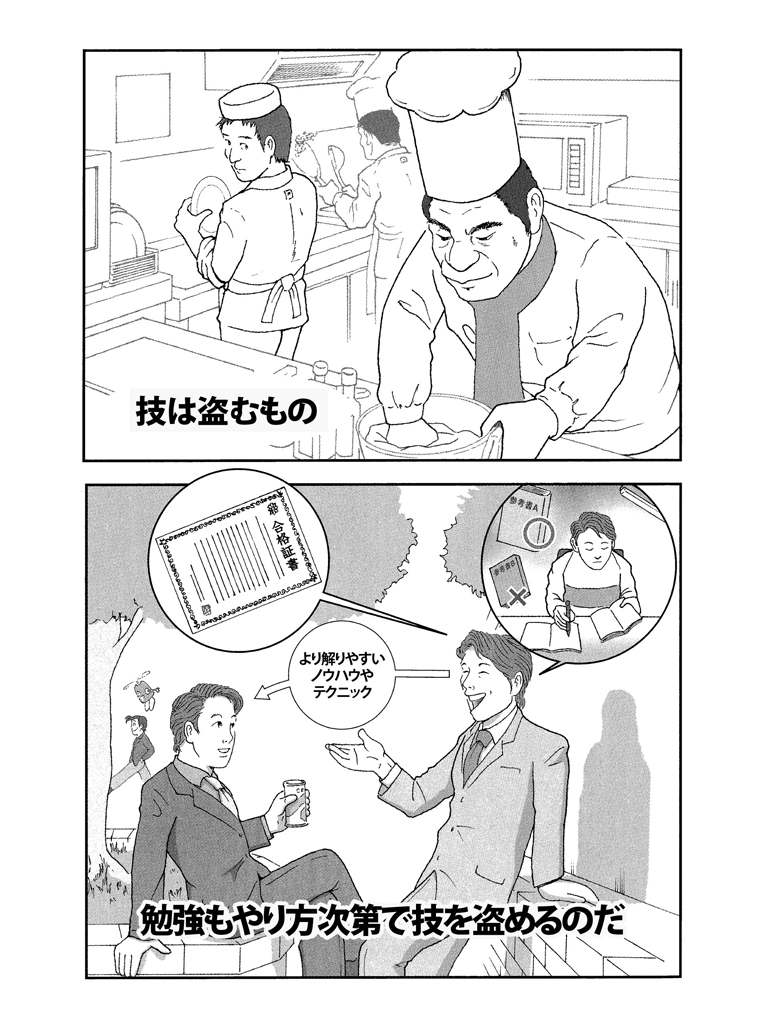 技は盗むもの
合格証書
参考書A
参考書B
より解りやすい
ノウハウや
テクニック
勉強もやり方次第で技を盗めるのだ